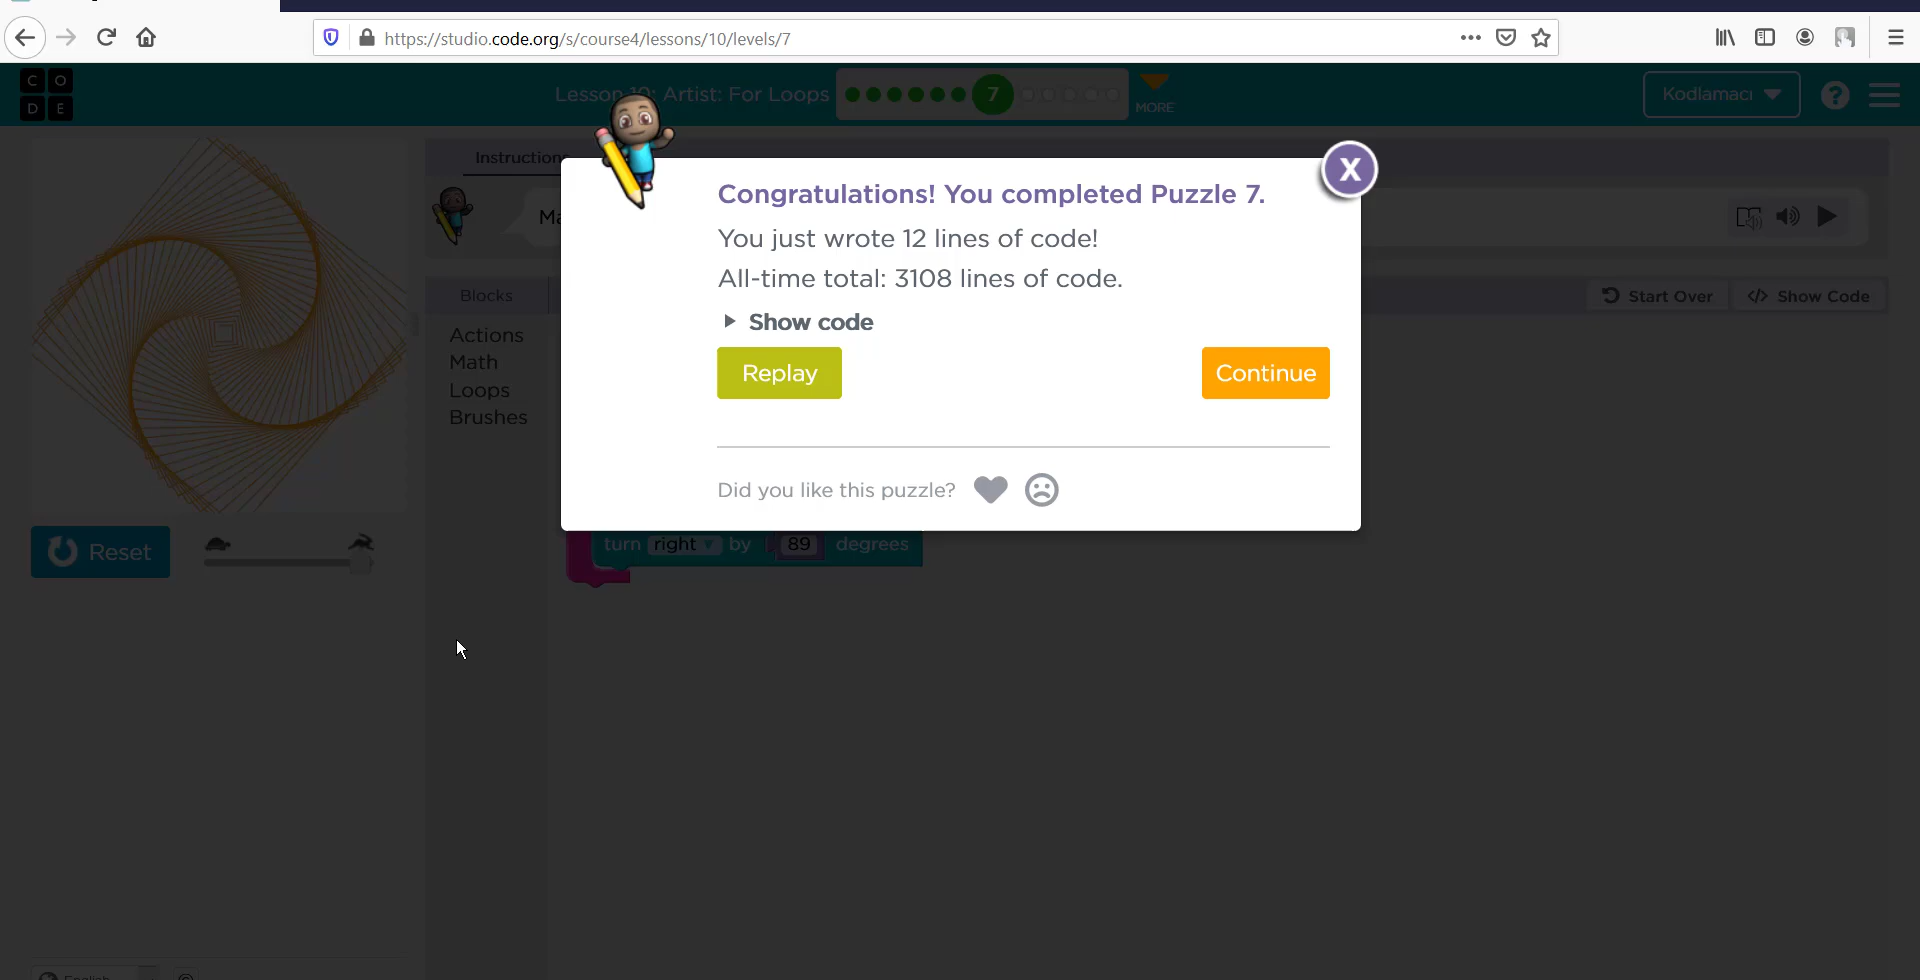 https://studio.code.org/s/course4/lessons/10/levels/7
C O
D E
Lesson 10: Artist: For Loops
7
MORE
Kodlamacı
?
Instructions
Ma
X
Congratulations! You completed Puzzle 7.
You just wrote 12 lines of code!
All-time total: 3108 lines of code.
Show code
Replay
Continue
Did you like this puzzle?
Blocks
Start Over
</> Show Code
Actions
Math
Loops
Brushes
Reset
turn right by 89 degrees
English